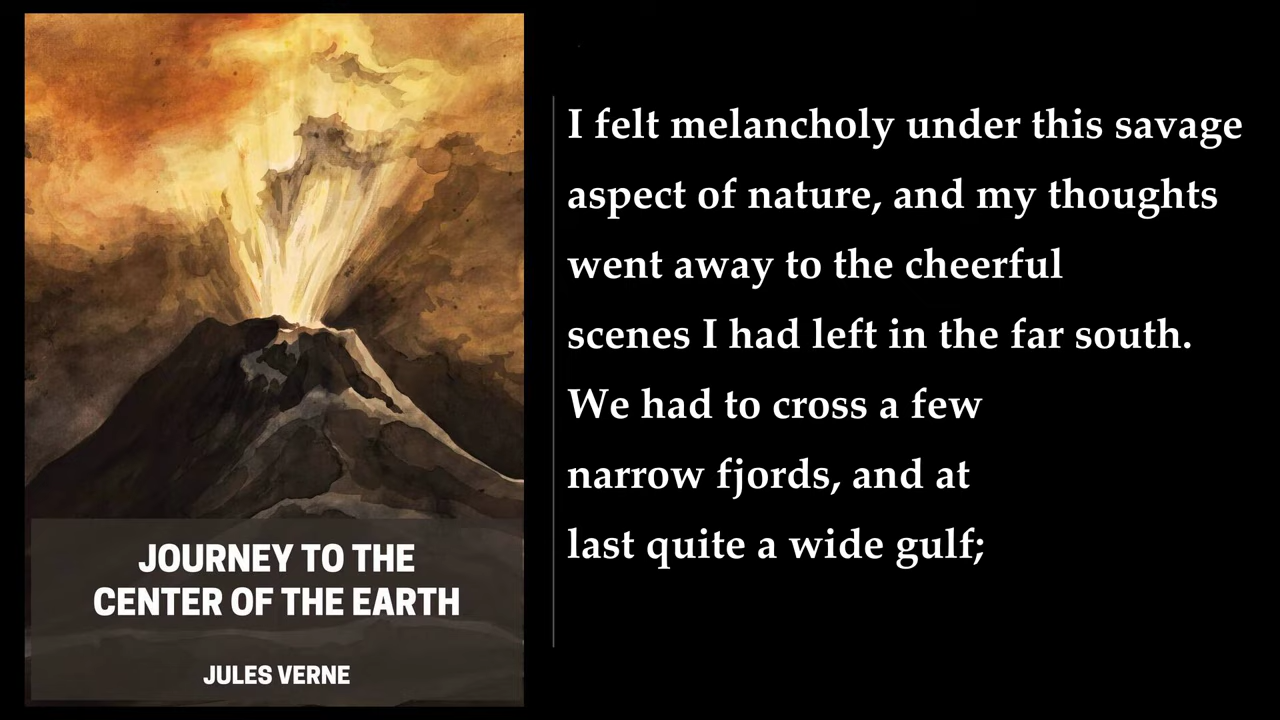 JOURNEY TO THE
CENTER OF THE EARTH
JULES VERNE
I felt melancholy under this savage
aspect of nature, and my thoughts
went away to the cheerful
scenes I had left in the far south.
We had to cross a few
narrow fjords, and at
last quite a wide gulf;